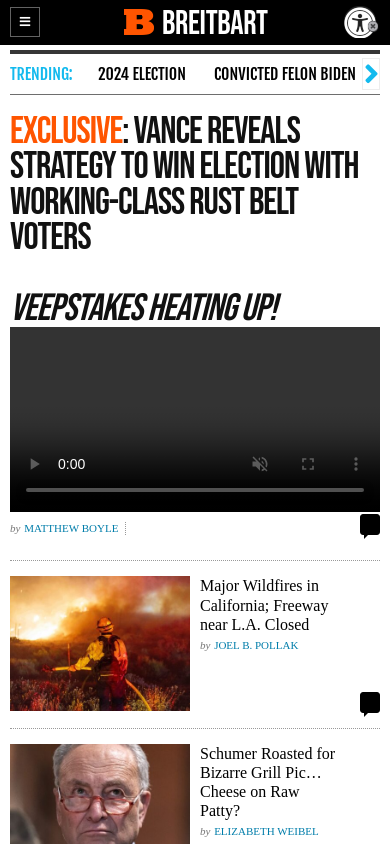 BREITBART
TRENDING: 2024 ELECTION CONVICTED FELON BIDEN
EXCLUSIVE: VANCE REVEALS
STRATEGY TO WIN ELECTION WITH
WORKING-CLASS RUST BELT
VOTERS
VEEPSTAKES HEATING UP!
0:00
by MATTHEW BOYLE
Major Wildfires in
California; Freeway
near L.A. Closed
by JOEL B. POLLAK
Schumer Roasted for
Bizarre Grill Pic…
Cheese on Raw
Patty?
by ELIZABETH WEIBEL